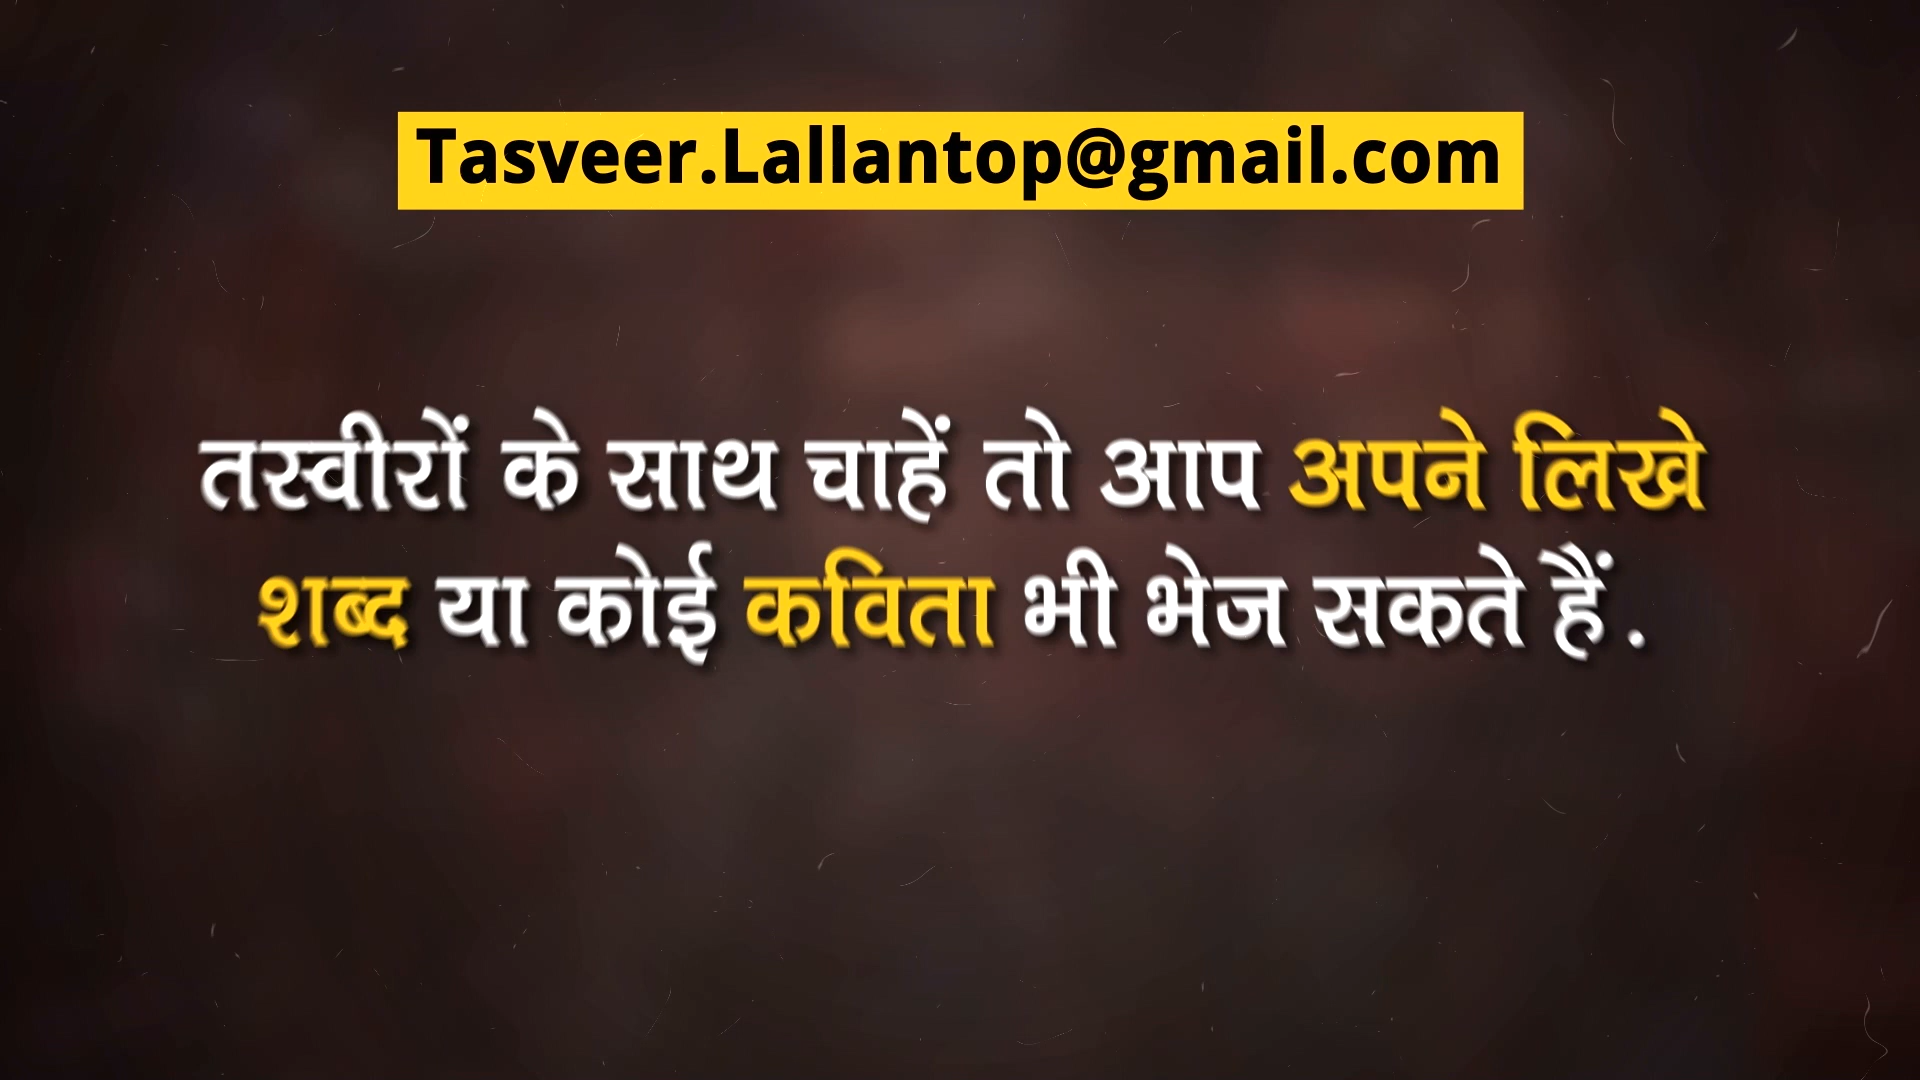 Tasveer.Lallantop@gmail.com
तस्वीरों के साथ चाहें तो आप अपने लिखे
शब्द या कोई कविता भी भेज सकते हैं.